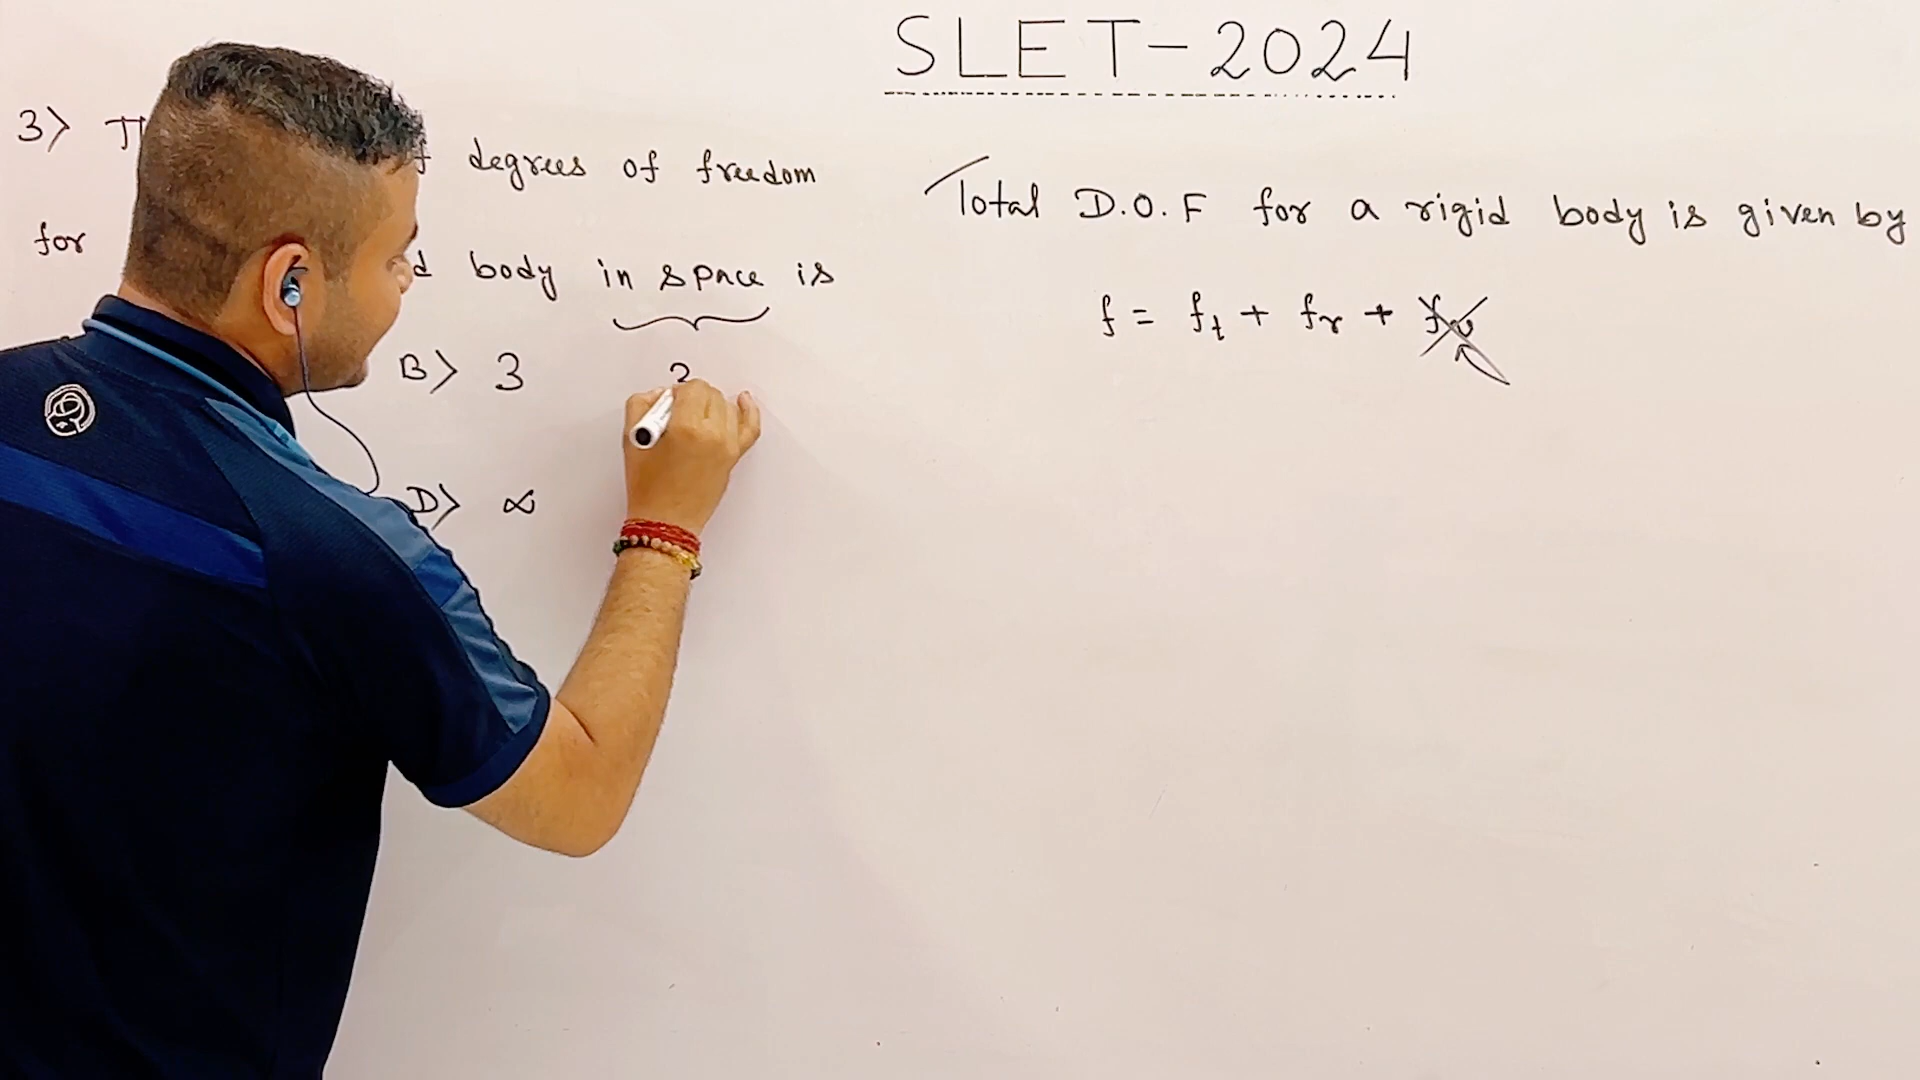 SLET-2024
3> degrees of freedom
for body in space is
B> 3
D> ∞
Total D.O.F for a rigid body is given by
f = fₜ + fᵣ + fᵥ